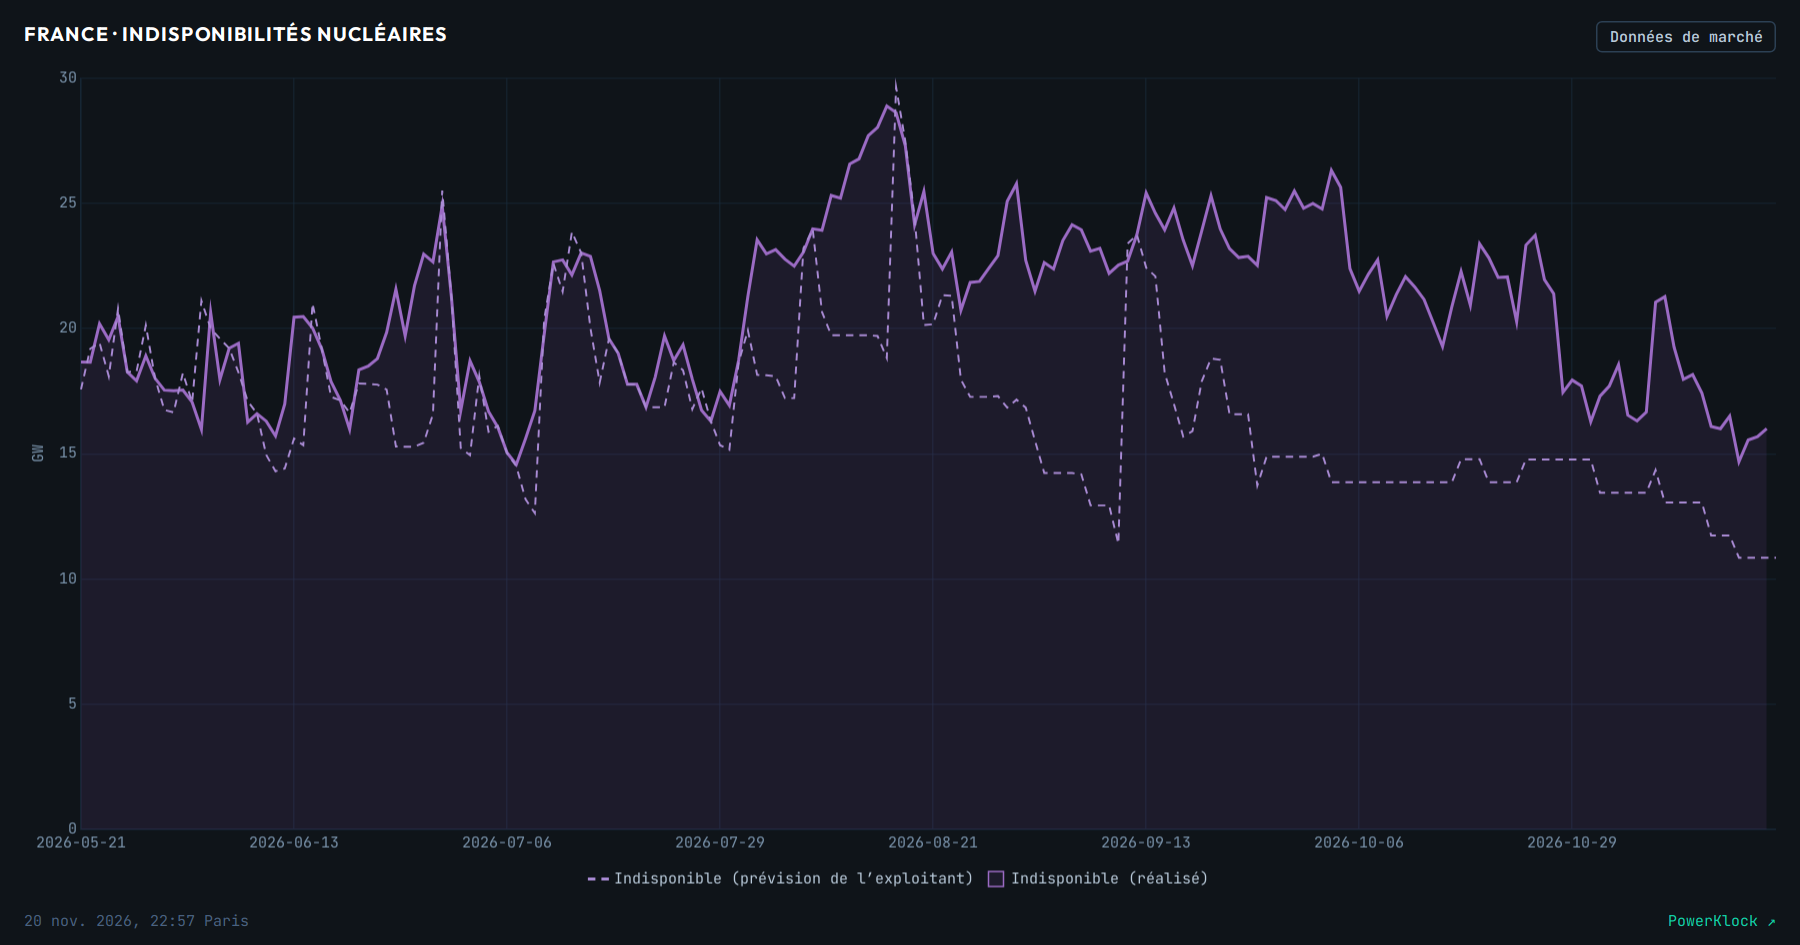 FRANCE · INDISPONIBILITÉS NUCLÉAIRES
Données de marché
30
25
20
15
10
5
0
GW
2026-05-21 2026-06-13 2026-07-06 2026-07-29 2026-08-21 2026-09-13 2026-10-06 2026-10-29
Indisponible (prévision de l’exploitant) Indisponible (réalisé)
20 nov. 2026, 22:57 Paris
PowerKlock ↗